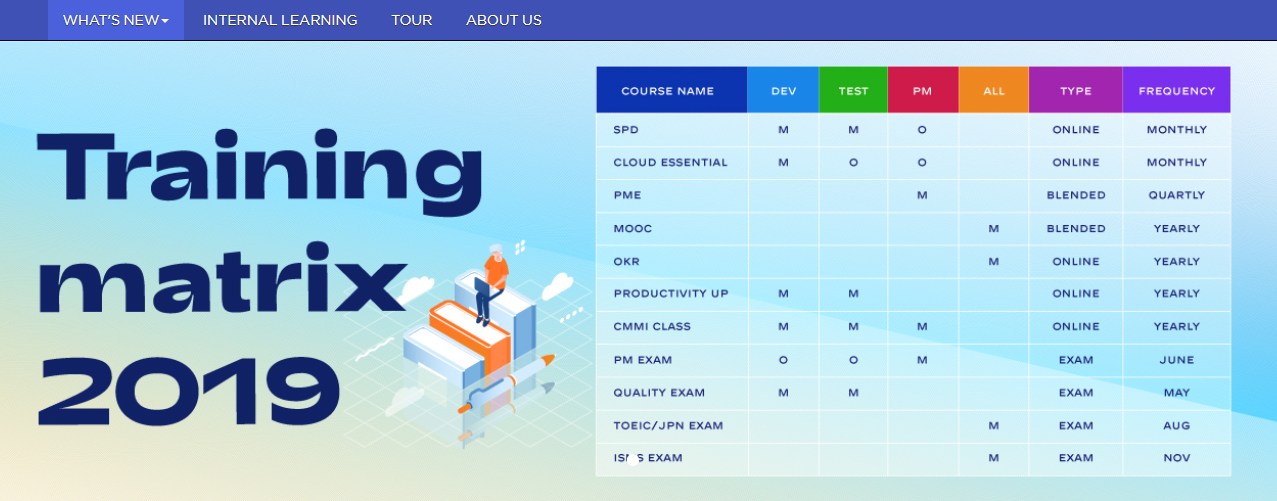 WHAT'S NEW INTERNAL LEARNING TOUR ABOUT US
Training
matrix
2019
COURSE NAME DEV TEST PM ALL TYPE FREQUENCY
SPD M M O ONLINE MONTHLY
CLOUD ESSENTIAL M O O ONLINE MONTHLY
PME M BLENDED QUARTLY
MOOC M BLENDED YEARLY
OKR M ONLINE YEARLY
PRODUCTIVITY UP M M ONLINE YEARLY
CMMI CLASS M M M ONLINE YEARLY
PM EXAM O O M EXAM JUNE
QUALITY EXAM M M EXAM MAY
TOEIC/JPN EXAM M EXAM AUG
EXAM M EXAM NOV